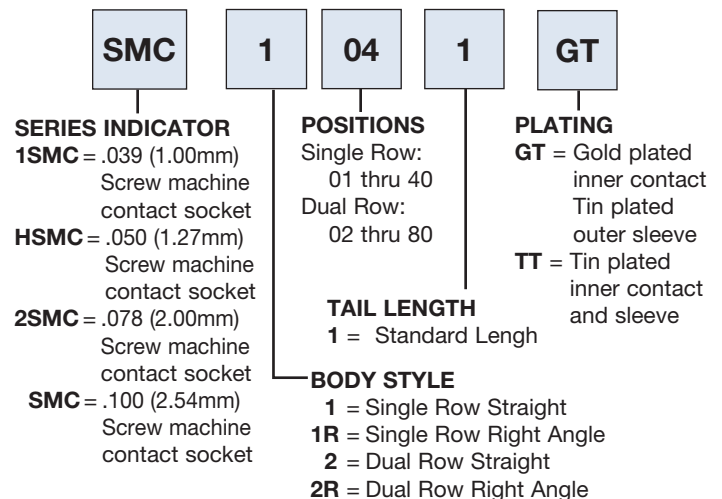 SMC 1 04 1 GT
SERIES INDICATOR
1SMC = .039 (1.00mm)
Screw machine
contact socket
HSMC = .050 (1.27mm)
Screw machine
contact socket
2SMC = .078 (2.00mm)
Screw machine
contact socket
SMC = .100 (2.54mm)
Screw machine
contact socket
POSITIONS
Single Row:
01 thru 40
Dual Row:
02 thru 80
TAIL LENGTH
1 = Standard Lengh
BODY STYLE
1 = Single Row Straight
1R = Single Row Right Angle
2 = Dual Row Straight
2R = Dual Row Right Angle
PLATING
GT = Gold plated
inner contact
Tin plated
outer sleeve
TT = Tin plated
inner contact
and sleeve